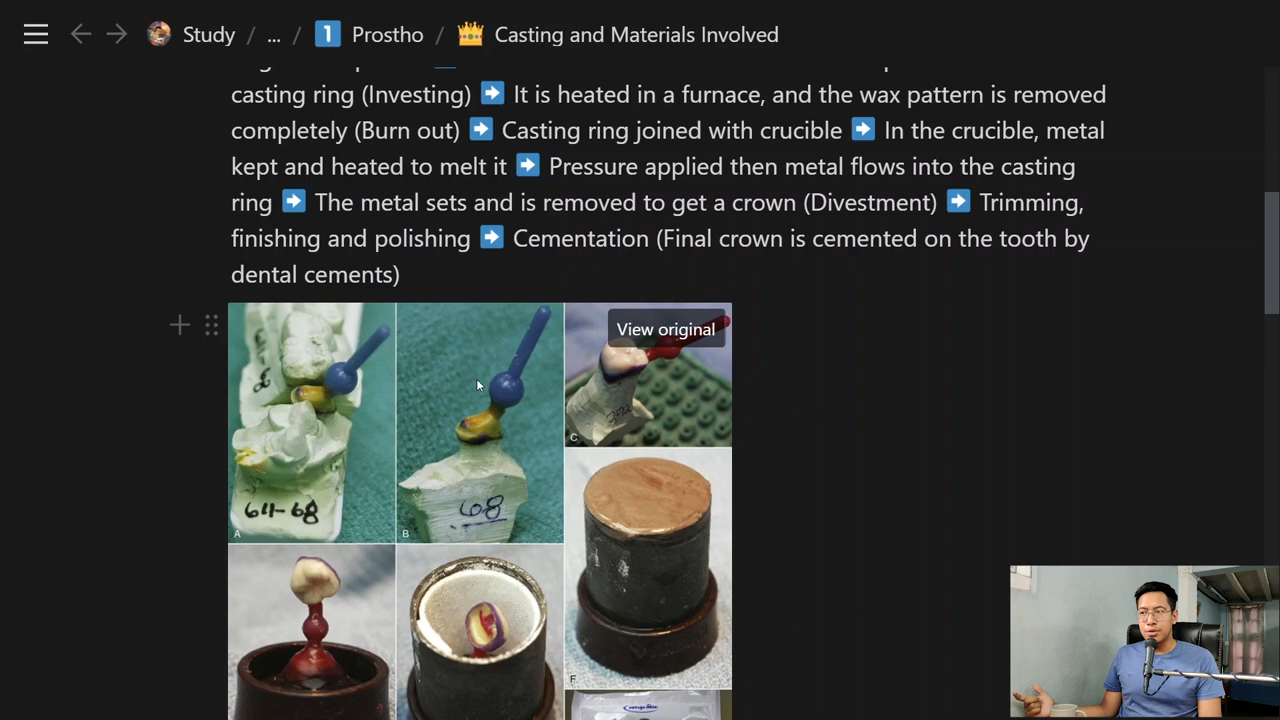 Study / ... / 1 Prostho / Casting and Materials Involved
casting ring (Investing) ➡ It is heated in a furnace, and the wax pattern is removed
completely (Burn out) ➡ Casting ring joined with crucible ➡ In the crucible, metal
kept and heated to melt it ➡ Pressure applied then metal flows into the casting
ring ➡ The metal sets and is removed to get a crown (Divestment) ➡ Trimming,
finishing and polishing ➡ Cementation (Final crown is cemented on the tooth by
dental cements)
View original
C
64-68
A
68
B
F